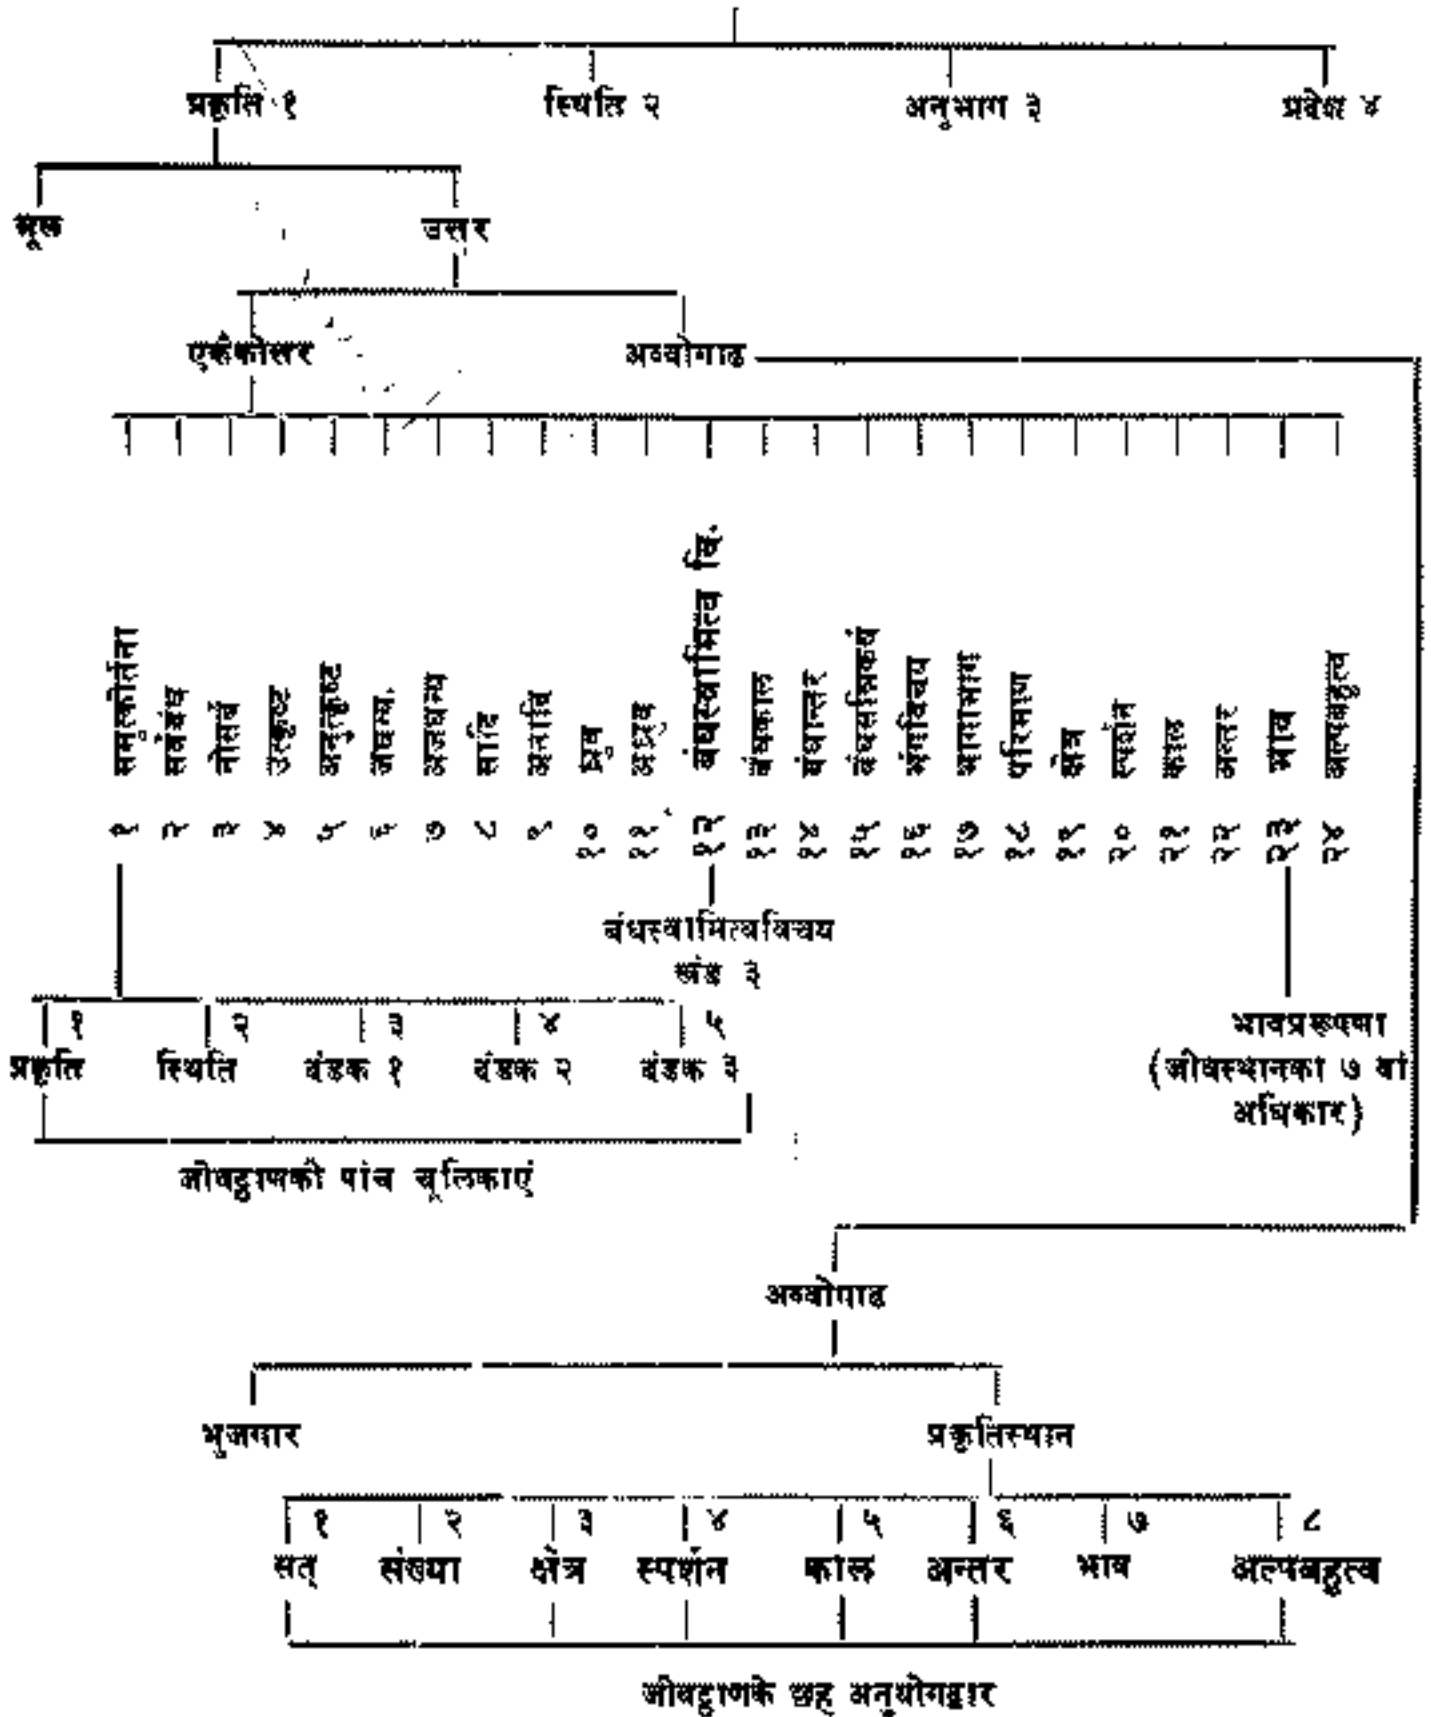 प्रकृति १ स्थिति २ अनुभाग ३ प्रदेश ४
मूल उत्तर
एकैकोत्तर अव्वोगाढ
१ समुत्कीर्तना
२ सर्वबंध
३ नोसर्व
४ उत्कृष्ट
५ अनुत्कृष्ट
६ जघन्य
७ अजघन्य
८ सादि
९ अनादि
१० ध्रुव
११ अध्रुव
१२ बंधस्वामित्व वि.
१३ बंधकाल
१४ बंधान्तर
१५ बंधसन्निकर्ष
१६ भंगविचय
१७ भागाभाग
१८ परिमाण
१९ क्षेत्र
२० स्पर्शन
२१ काल
२२ अन्तर
२३ भाव
२४ अल्पबहुत्व
बंधस्वामित्वविचय
खंड ३
१ २ ३ ४ ५
प्रकृति स्थिति दंडक १ दंडक २ दंडक ३
भावप्ररूपणा
(जीवस्थानका ७ वां
अधिकार)
जीवट्ठाणकी पांच चूलिकाएं
अव्वोगाढ
भुजगार प्रकृतिस्थान
१ २ ३ ४ ५ ६ ७ ८
सत् संख्या क्षेत्र स्पर्शन काल अन्तर भाव अल्पबहुत्व
जीवट्ठाणके छह अनुयोगद्वार